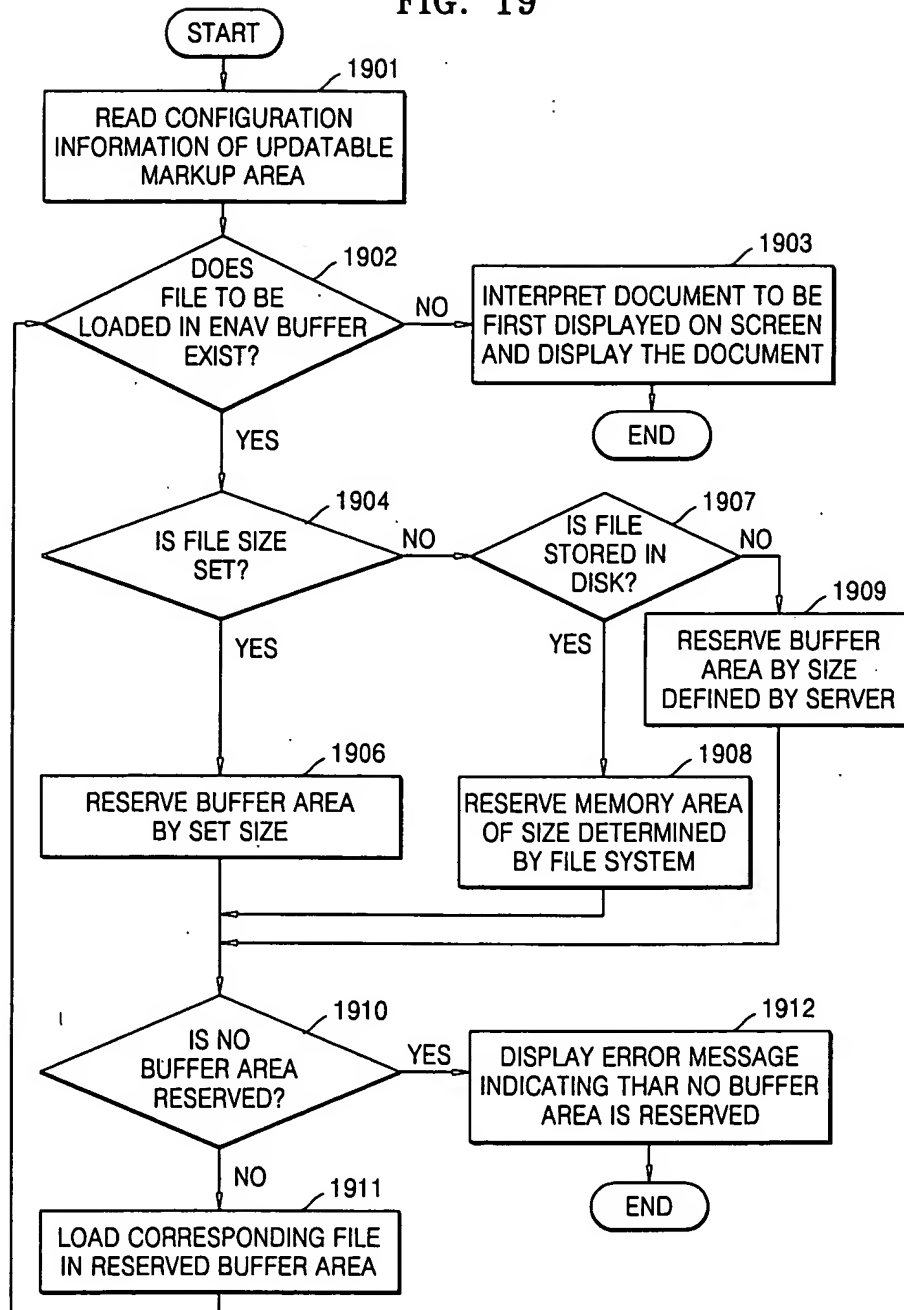 FIG. 19
START
1901
READ CONFIGURATION
INFORMATION OF UPDATABLE
MARKUP AREA
1902
DOES
FILE TO BE
LOADED IN ENAV BUFFER
EXIST?
NO
1903
INTERPRET DOCUMENT TO BE
FIRST DISPLAYED ON SCREEN
AND DISPLAY THE DOCUMENT
END
YES
1904
IS FILE SIZE
SET?
NO
1907
IS FILE
STORED IN
DISK?
NO
1909
RESERVE BUFFER
AREA BY SIZE
DEFINED BY SERVER
YES
YES
1906
RESERVE BUFFER AREA
BY SET SIZE
1908
RESERVE MEMORY AREA
OF SIZE DETERMINED
BY FILE SYSTEM
1910
IS NO
BUFFER AREA
RESERVED?
YES
1912
DISPLAY ERROR MESSAGE
INDICATING THAR NO BUFFER
AREA IS RESERVED
END
NO
1911
LOAD CORRESPONDING FILE
IN RESERVED BUFFER AREA